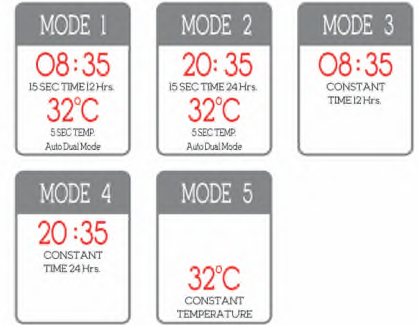 MODE 1
08:35
15 SEC TIME 12 Hrs.
32°C
5 SEC TEMP.
Auto Dual Mode
MODE 2
20:35
15 SEC TIME 24 Hrs.
32°C
5 SEC TEMP.
Auto Dual Mode
MODE 3
08:35
CONSTANT
TIME 12 Hrs.
MODE 4
20:35
CONSTANT
TIME 24 Hrs.
MODE 5
32°C
CONSTANT
TEMPERATURE